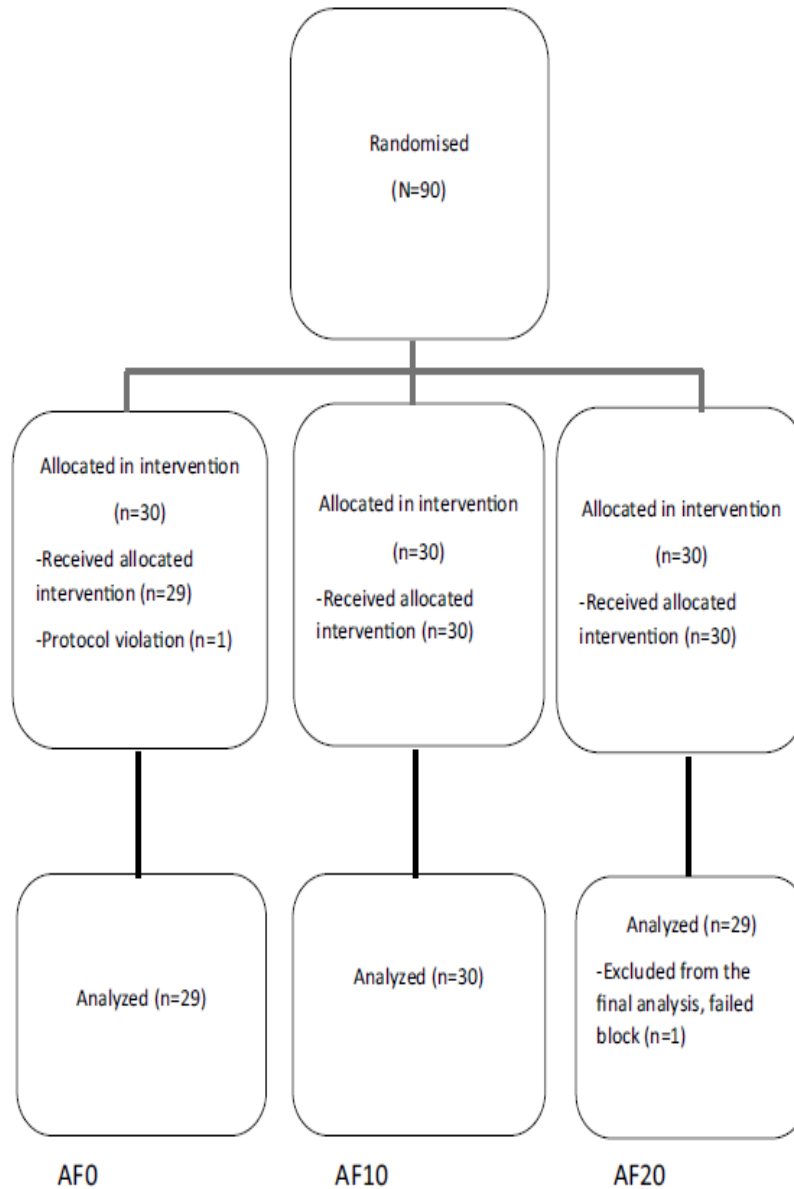 Randomised
(N=90)
Allocated in intervention
(n=30)
-Received allocated
intervention (n=29)
-Protocol violation (n=1)
Allocated in intervention
(n=30)
-Received allocated
intervention (n=30)
Allocated in intervention
(n=30)
-Received allocated
intervention (n=30)
Analyzed (n=29)
Analyzed (n=30)
Analyzed (n=29)
-Excluded from the
final analysis, failed
block (n=1)
AF0
AF10
AF20